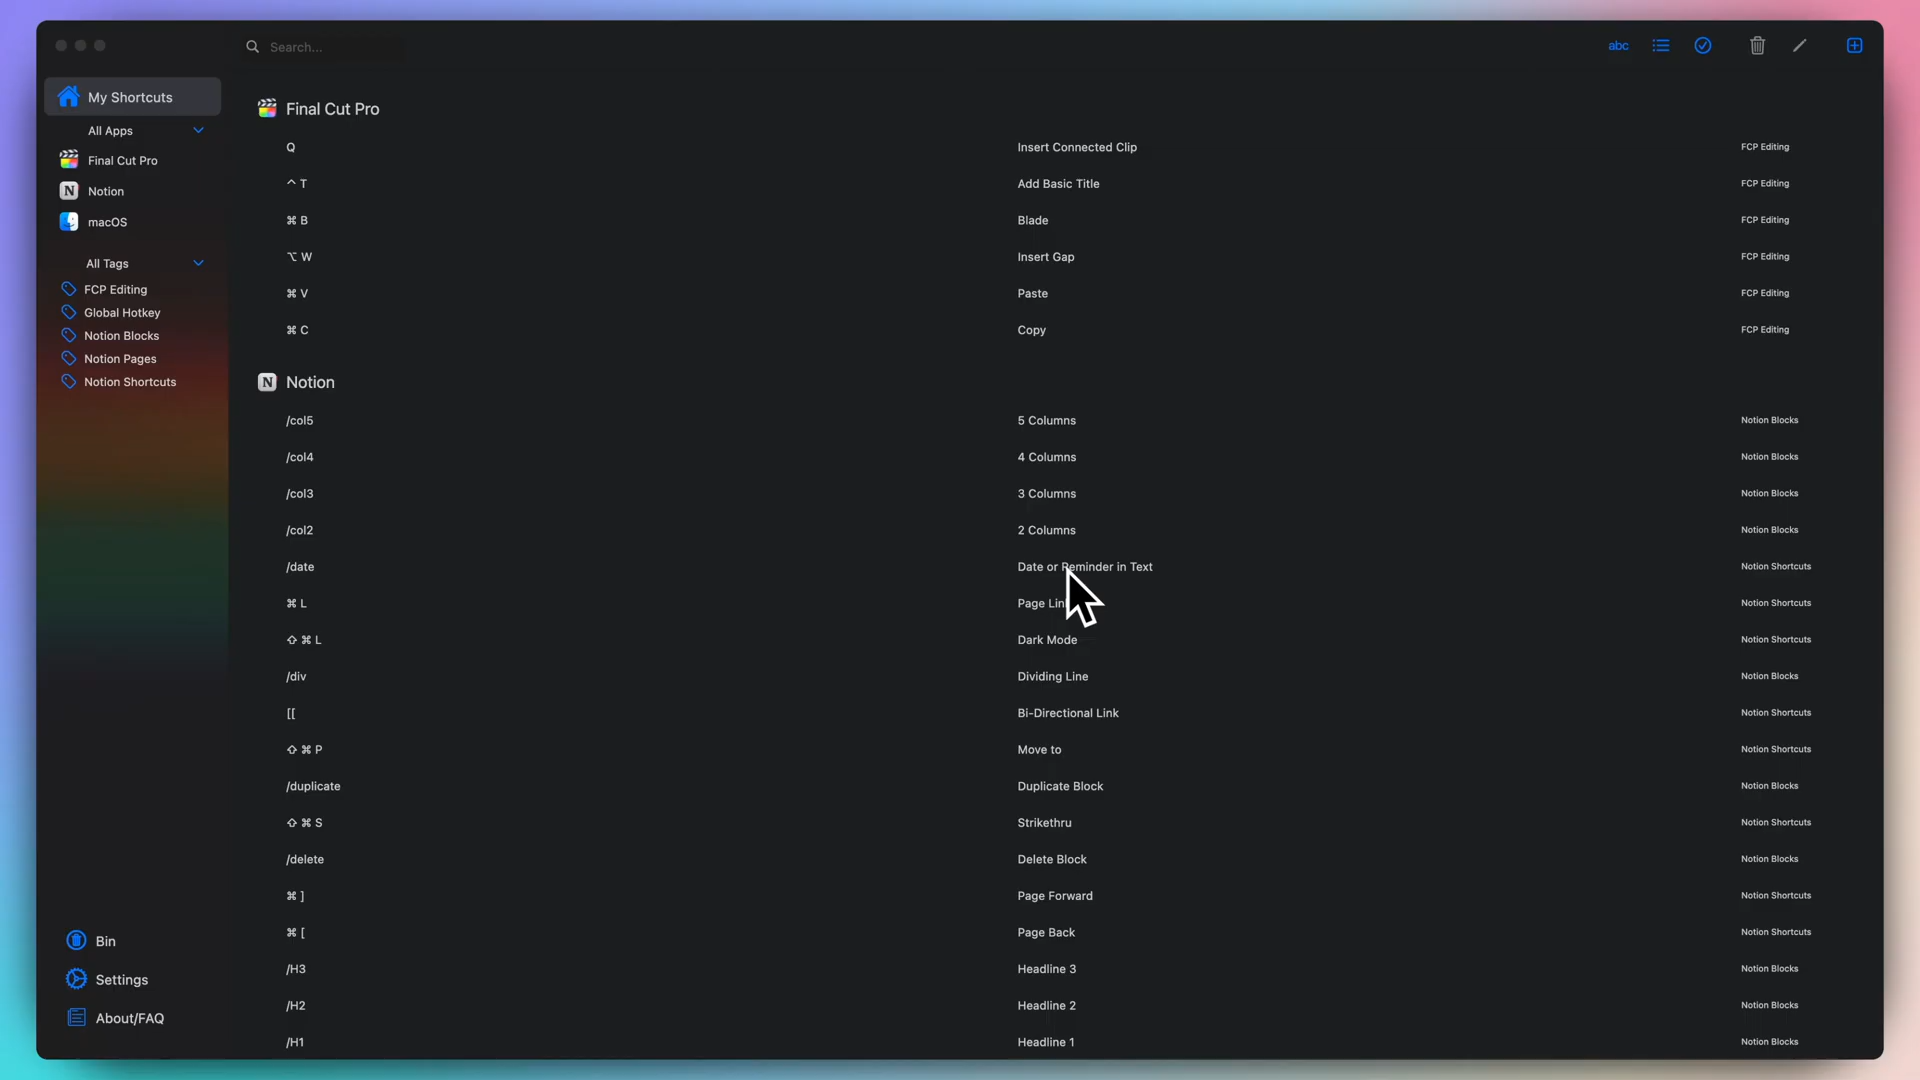 Search...
abc
My Shortcuts
All Apps
Final Cut Pro
Notion
macOS
All Tags
FCP Editing
Global Hotkey
Notion Blocks
Notion Pages
Notion Shortcuts
Bin
Settings
About/FAQ
Final Cut Pro
Q Insert Connected Clip FCP Editing
^ T Add Basic Title FCP Editing
⌘ B Blade FCP Editing
⌥ W Insert Gap FCP Editing
⌘ V Paste FCP Editing
⌘ C Copy FCP Editing
N Notion
/col5 5 Columns Notion Blocks
/col4 4 Columns Notion Blocks
/col3 3 Columns Notion Blocks
/col2 2 Columns Notion Blocks
/date Date or Reminder in Text Notion Shortcuts
⌘ L Page Lin Notion Shortcuts
⇧ ⌘ L Dark Mode Notion Shortcuts
/div Dividing Line Notion Blocks
[[ Bi-Directional Link Notion Shortcuts
⇧ ⌘ P Move to Notion Shortcuts
/duplicate Duplicate Block Notion Blocks
⇧ ⌘ S Strikethru Notion Shortcuts
/delete Delete Block Notion Blocks
⌘ ] Page Forward Notion Shortcuts
⌘ [ Page Back Notion Shortcuts
/H3 Headline 3 Notion Blocks
/H2 Headline 2 Notion Blocks
/H1 Headline 1 Notion Blocks